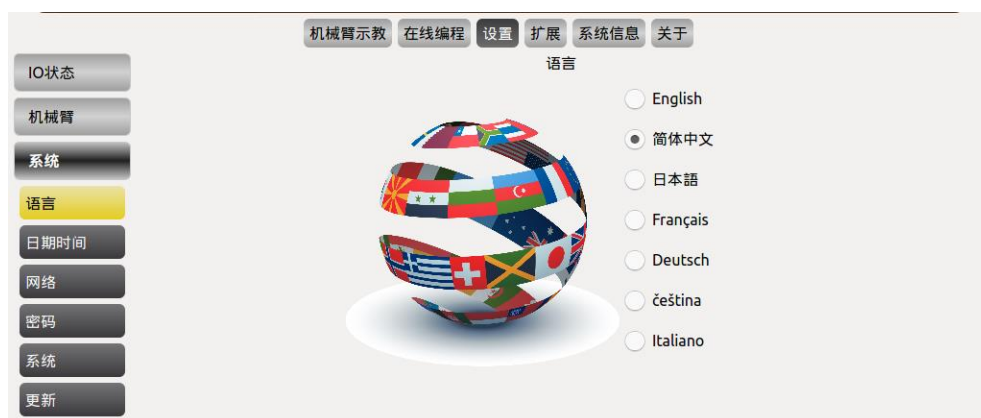 机械臂示教 在线编程 设置 扩展 系统信息 关于
语言
IO状态
机械臂
系统
语言
日期时间
网络
密码
系统
更新
English
简体中文
日本語
Français
Deutsch
čeština
Italiano